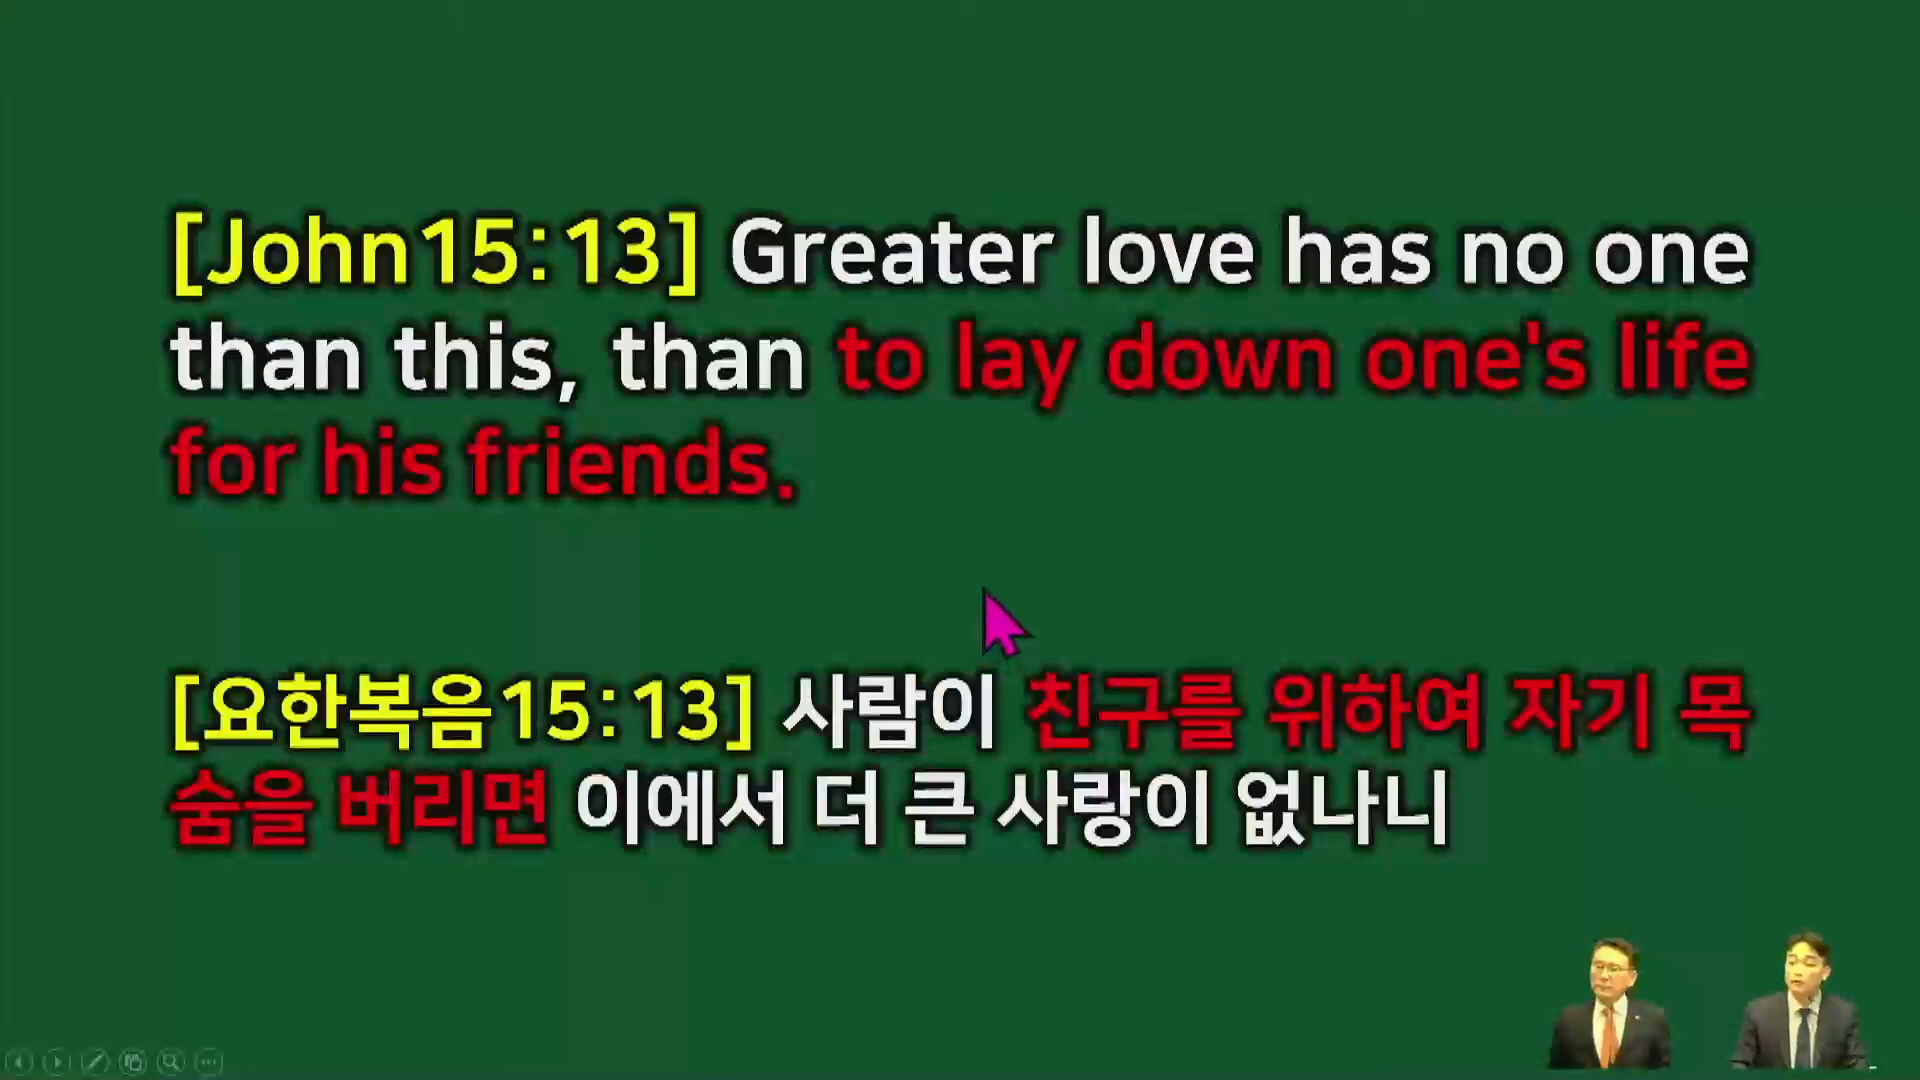 [John15:13] Greater love has no one
than this, than to lay down one's life
for his friends.
[요한복음15:13] 사람이 친구를 위하여 자기 목
숨을 버리면 이에서 더 큰 사랑이 없나니